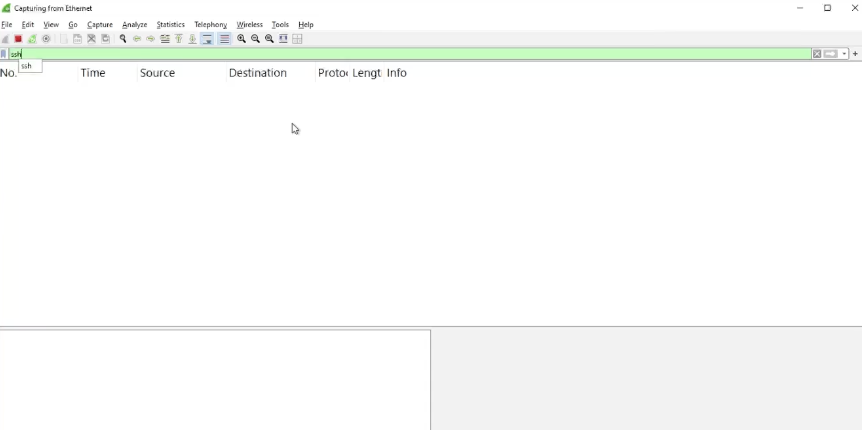 Capturing from Ethernet
File Edit View Go Capture Analyze Statistics Telephony Wireless Tools Help
ssh
ssh
No. Time Source Destination Protoc Lengtl Info